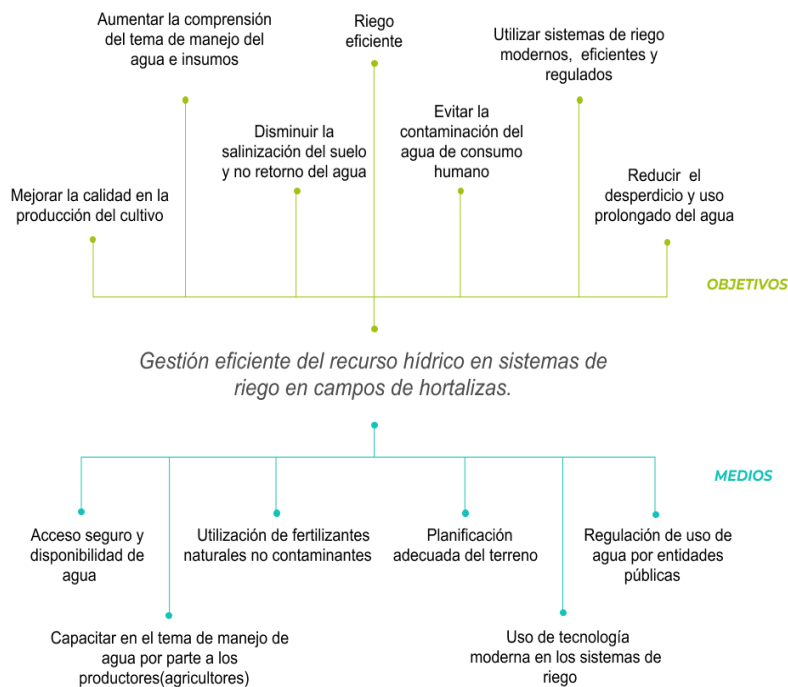 Aumentar la comprensión
del tema de manejo del
agua e insumos
Riego
eficiente
Utilizar sistemas de riego
modernos, eficientes y
regulados
Disminuir la
salinización del suelo
y no retorno del agua
Evitar la
contaminación del
agua de consumo
humano
Mejorar la calidad en la
producción del cultivo
Reducir el
desperdicio y uso
prolongado del agua
OBJETIVOS
Gestión eficiente del recurso hídrico en sistemas de
riego en campos de hortalizas.
MEDIOS
Acceso seguro y
disponibilidad de
agua
Utilización de fertilizantes
naturales no contaminantes
Planificación
adecuada del terreno
Regulación de uso de
agua por entidades
públicas
Capacitar en el tema de manejo de
agua por parte a los
productores(agricultores)
Uso de tecnología
moderna en los sistemas de
riego